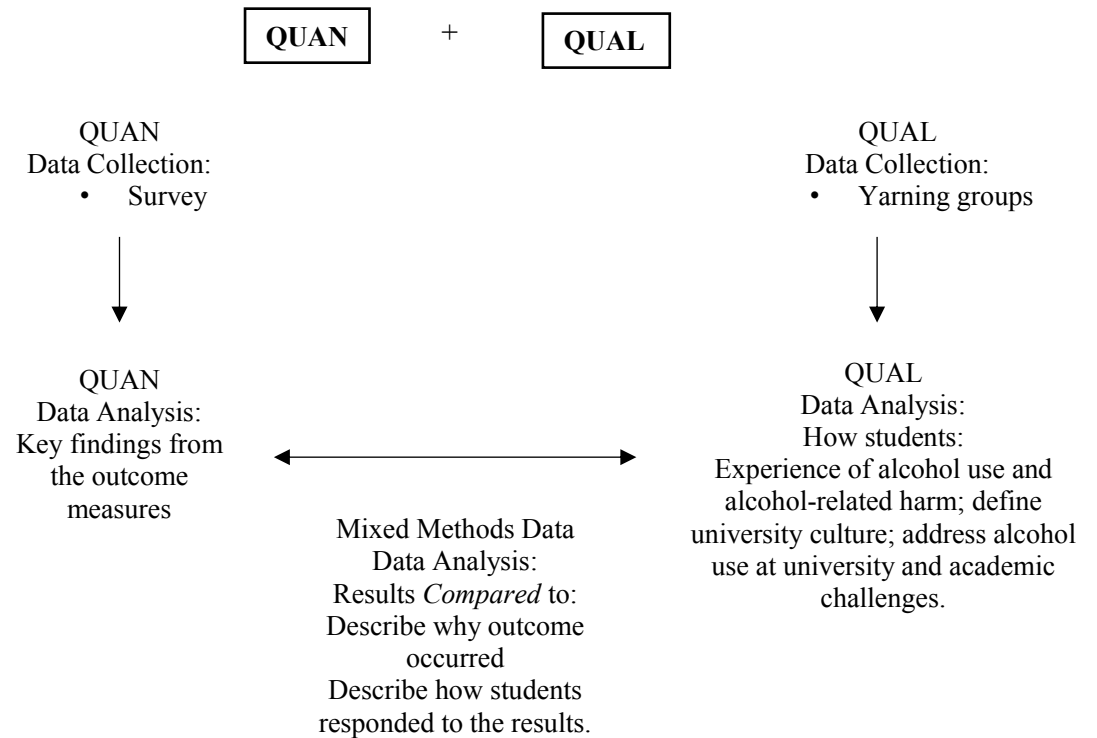 QUAN + QUAL
QUAN
Data Collection:
• Survey
QUAL
Data Collection:
• Yarning groups
QUAN
Data Analysis:
Key findings from
the outcome
measures
QUAL
Data Analysis:
How students:
Experience of alcohol use and
alcohol-related harm; define
university culture; address alcohol
use at university and academic
challenges.
Mixed Methods Data
Data Analysis:
Results Compared to:
Describe why outcome
occurred
Describe how students
responded to the results.